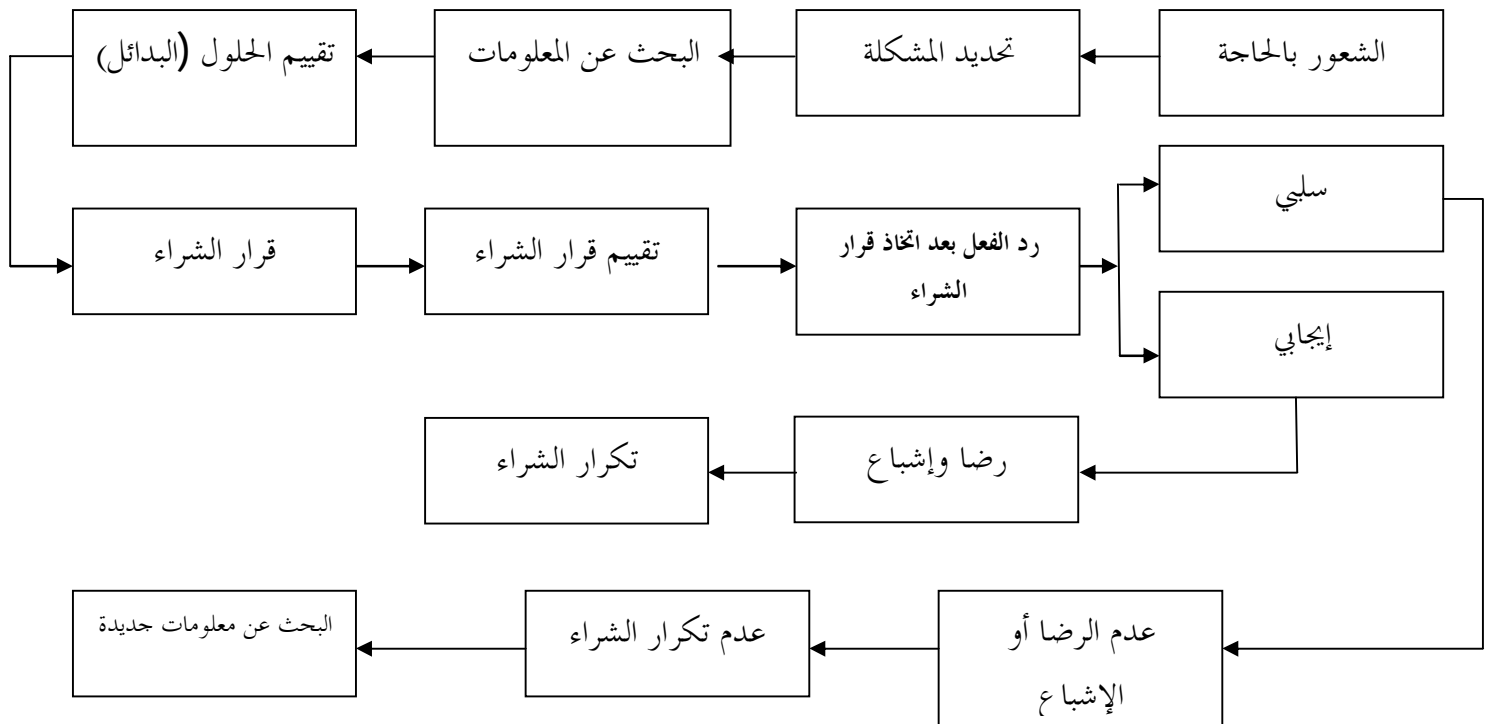 الشعور بالحاجة
تحديد المشكلة
البحث عن المعلومات
تقييم الحلول (البدائل)
قرار الشراء
تقييم قرار الشراء
رد الفعل بعد اتخاذ قرار
الشراء
سلبي
إيجابي
رضا وإشباع
تكرار الشراء
عدم الرضا أو
الإشباع
عدم تكرار الشراء
البحث عن معلومات جديدة